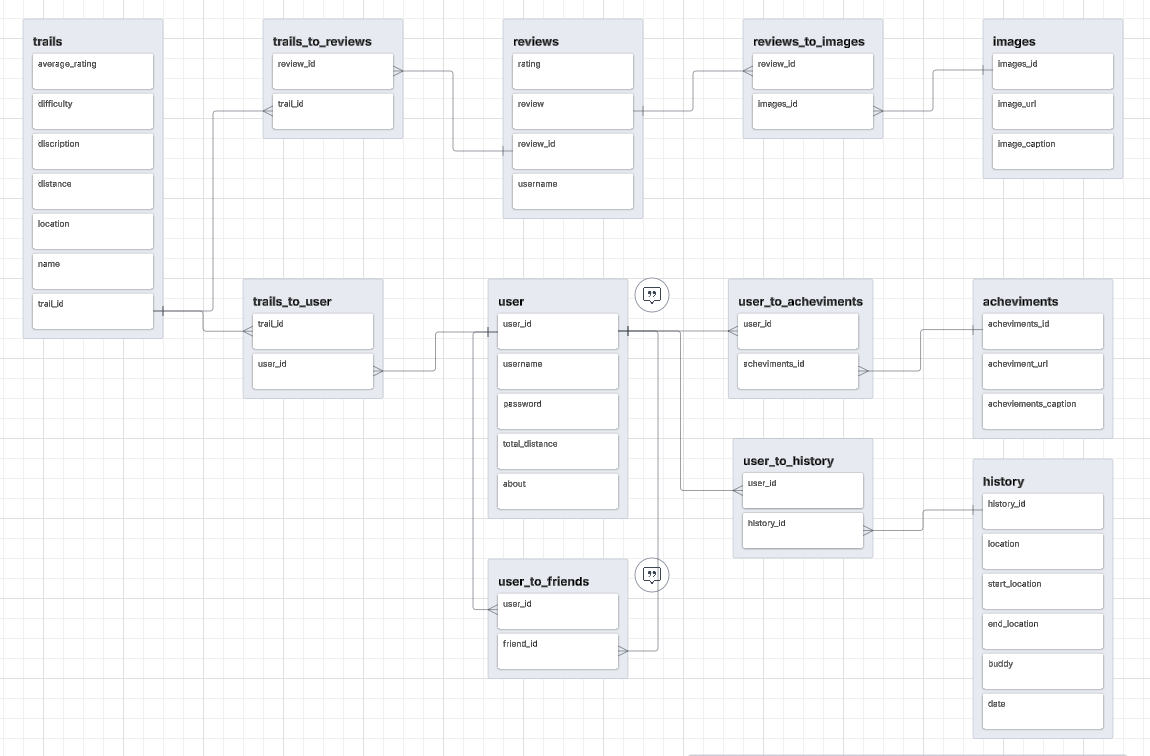 trails
average_rating
difficulty
discription
distance
location
name
trail_id
trails_to_reviews
review_id
trail_id
reviews
rating
review
review_id
username
reviews_to_images
review_id
images_id
images
images_id
image_url
image_caption
trails_to_user
trail_id
user_id
user
user_id
username
password
total_distance
about
user_to_acheviments
user_id
acheviments_id
acheviments
acheviments_id
acheviment_url
acheviements_caption
user_to_history
user_id
history_id
history
history_id
location
start_location
end_location
buddy
date
user_to_friends
user_id
friend_id